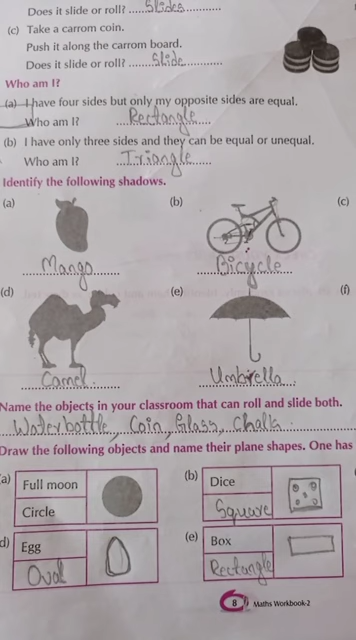 Does it slide or roll? ......Slides......
(c) Take a carrom coin.
Push it along the carrom board.
Does it slide or roll? ........Slide............
Who am I?
(a) I have four sides but only my opposite sides are equal.
Who am I? ....Rectangle....
(b) I have only three sides and they can be equal or unequal.
Who am I? ....Triangle......
Identify the following shadows.
(a) (b) (c)
Mango Bicycle
(d) (e) (f)
Camel Umbrella
Name the objects in your classroom that can roll and slide both.
Waterbottle, Coin, Glass, Chalk
Draw the following objects and name their plane shapes. One has
a) Full moon (b) Dice
Circle Square
d) Egg (e) Box
Oval Rectangle
8 Maths Workbook-2